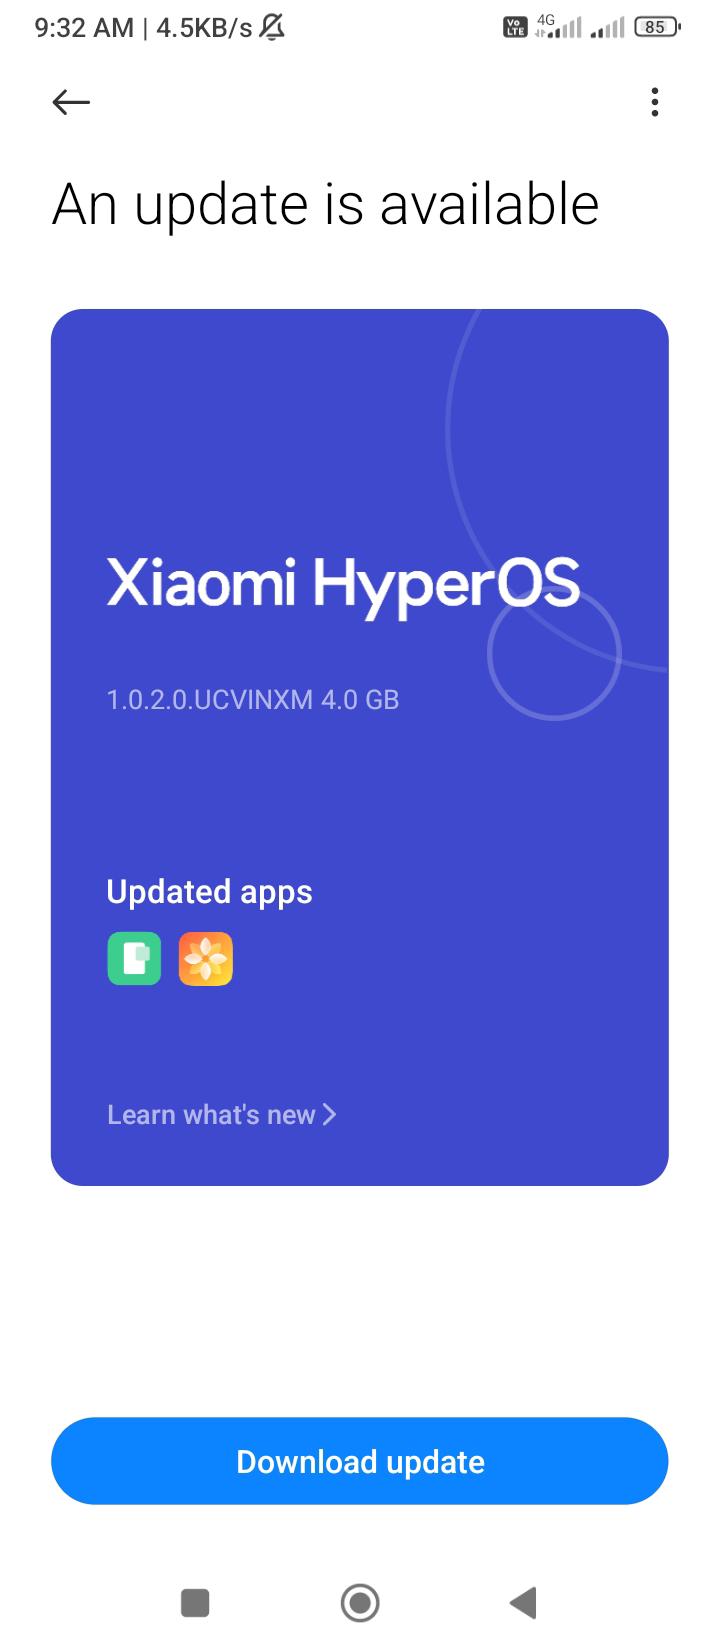 9:32 AM | 4.5KB/s
Vo LTE 4G 85
An update is available
Xiaomi HyperOS
1.0.2.0.UCVINXM 4.0 GB
Updated apps
Learn what's new
Download update